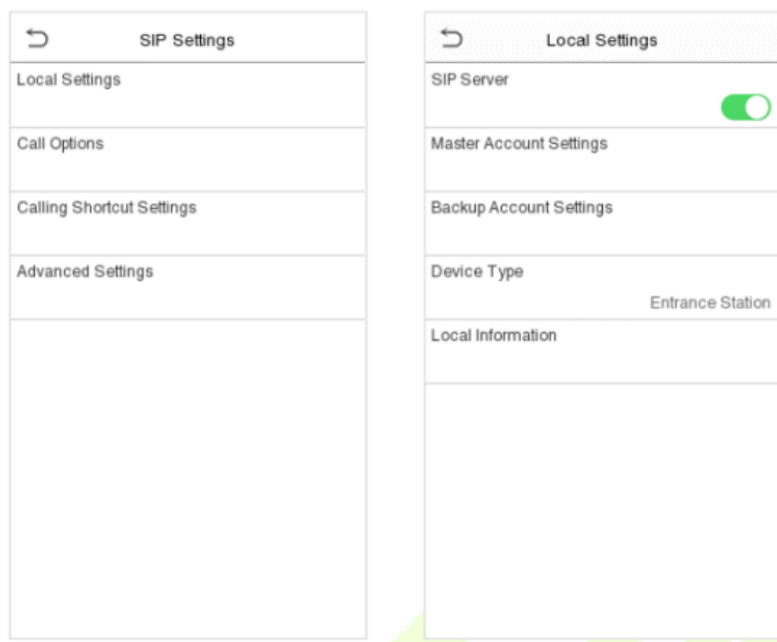 SIP Settings
Local Settings
Call Options
Calling Shortcut Settings
Advanced Settings
Local Settings
SIP Server
Master Account Settings
Backup Account Settings
Device Type
Entrance Station
Local Information